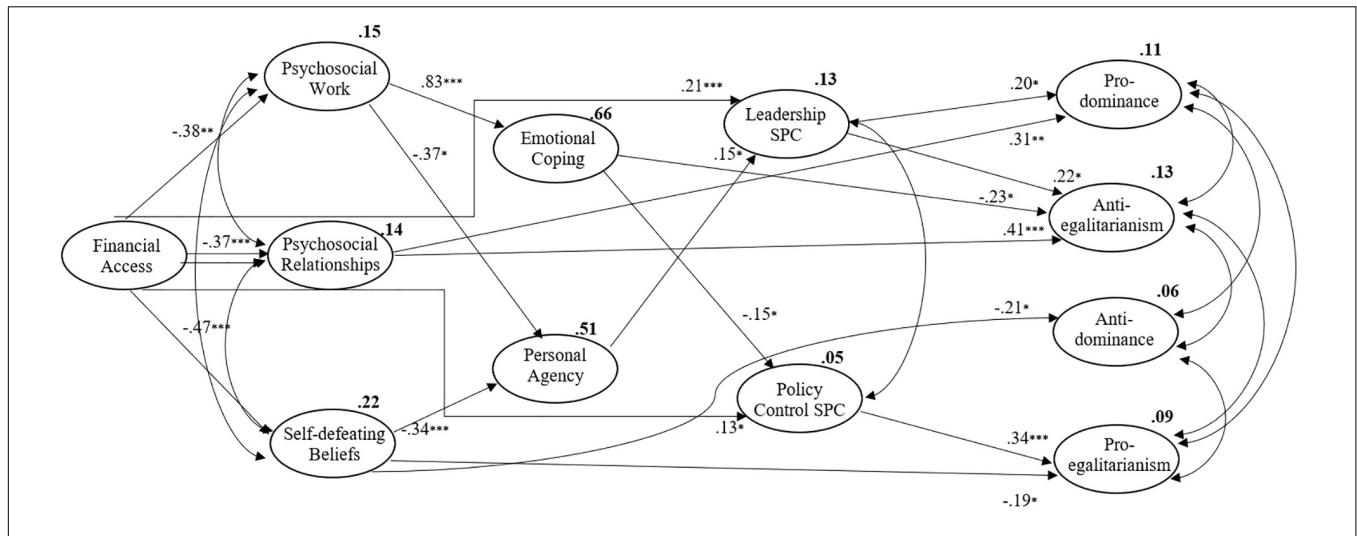 .15
Psychosocial
Work
-.38**
.83***
-.37*
Financial
Access
-.37***
.14
Psychosocial
Relationships
-.47***
.22
Self-defeating
Beliefs
-.34***
.66
Emotional
Coping
.51
Personal
Agency
.21***
.13
Leadership
SPC
.15*
-.15*
.05
Policy
Control SPC
.13*
.20*
.31**
.22*
-.23*
.41***
-.21*
.34***
-.19*
.11
Pro-
dominance
.13
Anti-
egalitarianism
.06
Anti-
dominance
.09
Pro-
egalitarianism